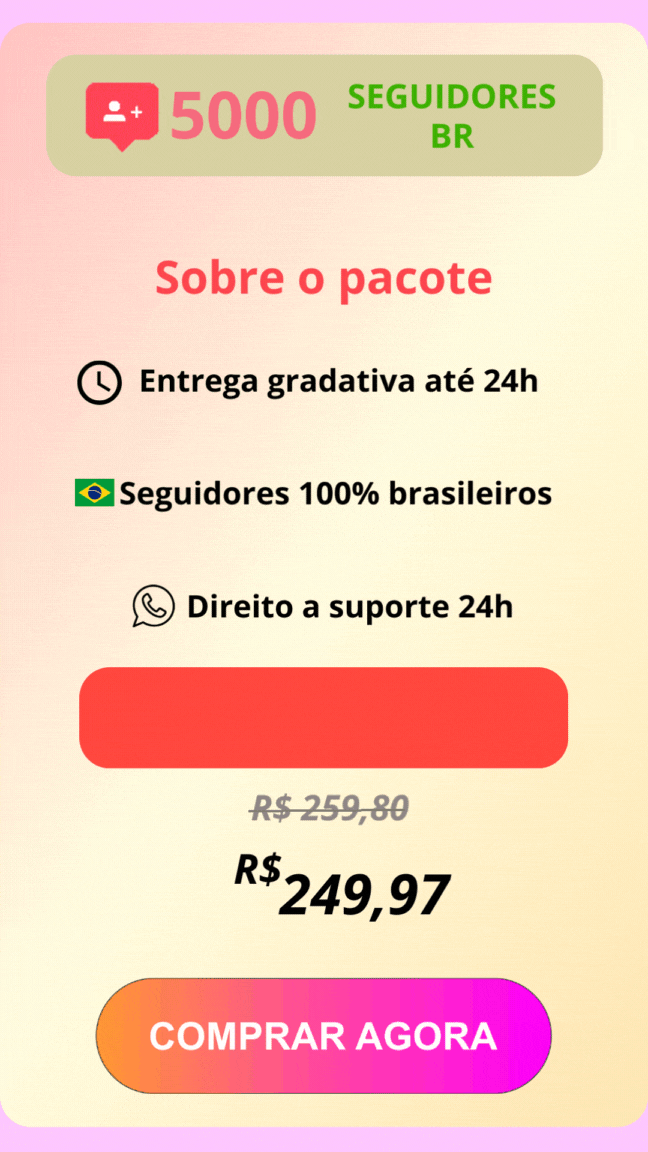 5000
SEGUIDORES
BR
Sobre o pacote
Entrega gradativa até 24h
Seguidores 100% brasileiros
Direito a suporte 24h
R$ 259,80
R$249,97
COMPRAR AGORA